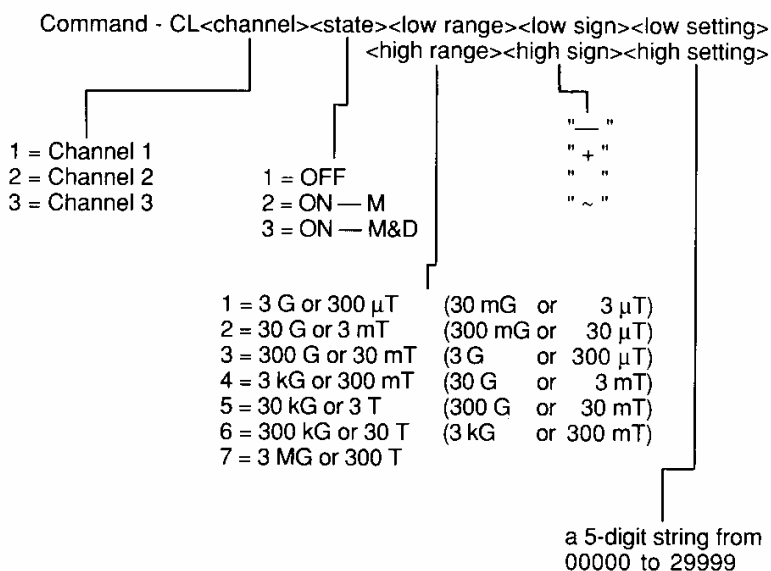 Command - CL<channel><state><low range><low sign><low setting>
<high range><high sign><high setting>
1 = Channel 1
2 = Channel 2
3 = Channel 3
1 = OFF
2 = ON — M
3 = ON — M&D
"— "
" + "
"   "
" ~ "
1 = 3 G or 300 µT (30 mG or 3 µT)
2 = 30 G or 3 mT (300 mG or 30 µT)
3 = 300 G or 30 mT (3 G or 300 µT)
4 = 3 kG or 300 mT (30 G or 3 mT)
5 = 30 kG or 3 T (300 G or 30 mT)
6 = 300 kG or 30 T (3 kG or 300 mT)
7 = 3 MG or 300 T
a 5-digit string from
00000 to 29999